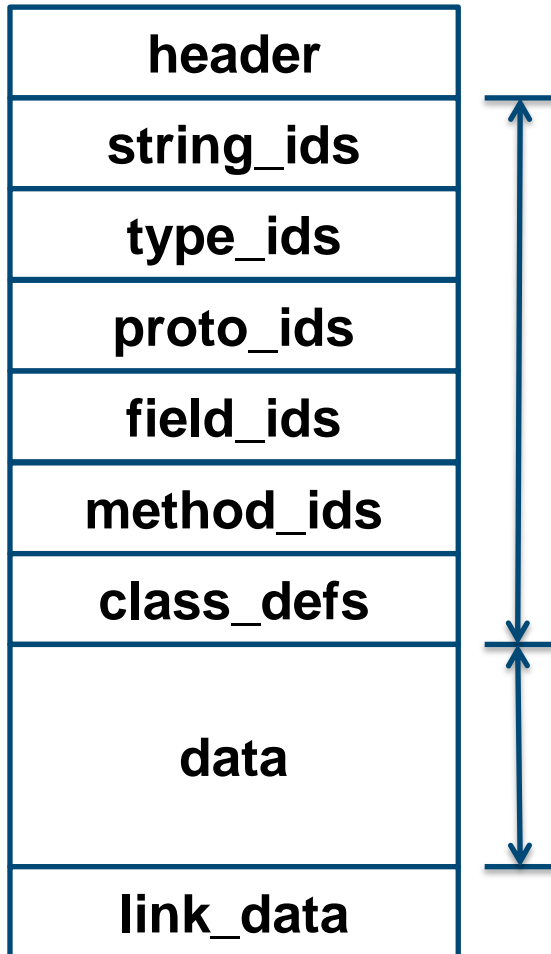 header
string_ids
type_ids
proto_ids
field_ids
method_ids
class_defs
data
link_data